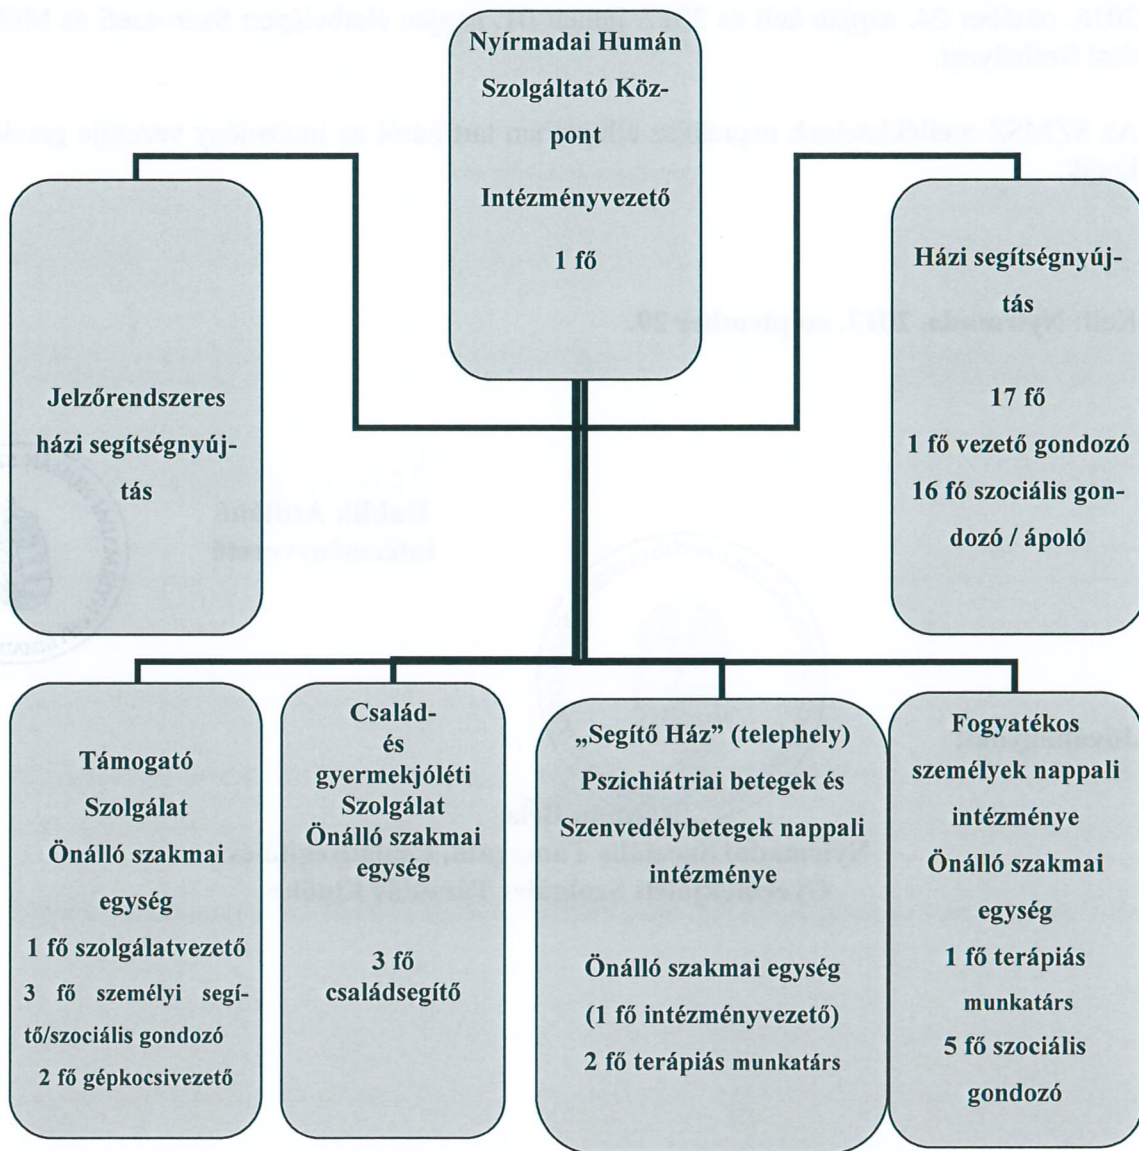 Nyírmadai Humán
Szolgáltató Köz-
pont
Intézményvezető
1 fő
Jelzőrendszeres
házi segítségnyúj-
tás
Házi segítségnyúj-
tás
17 fő
1 fő vezető gondozó
16 fó szociális gon-
dozó / ápoló
Támogató
Szolgálat
Önálló szakmai
egység
1 fő szolgálatvezető
3 fő személyi segí-
tő/szociális gondozó
2 fő gépkocsivezető
Család-
és
gyermekjóléti
Szolgálat
Önálló szakmai
egység
3 fő
családsegítő
„Segítő Ház” (telephely)
Pszichiátriai betegek és
Szenvedélybetegek nappali
intézménye
Önálló szakmai egység
(1 fő intézményvezető)
2 fő terápiás munkatárs
Fogyatékos
személyek nappali
intézménye
Önálló szakmai
egység
1 fő terápiás
munkatárs
5 fő szociális
gondozó